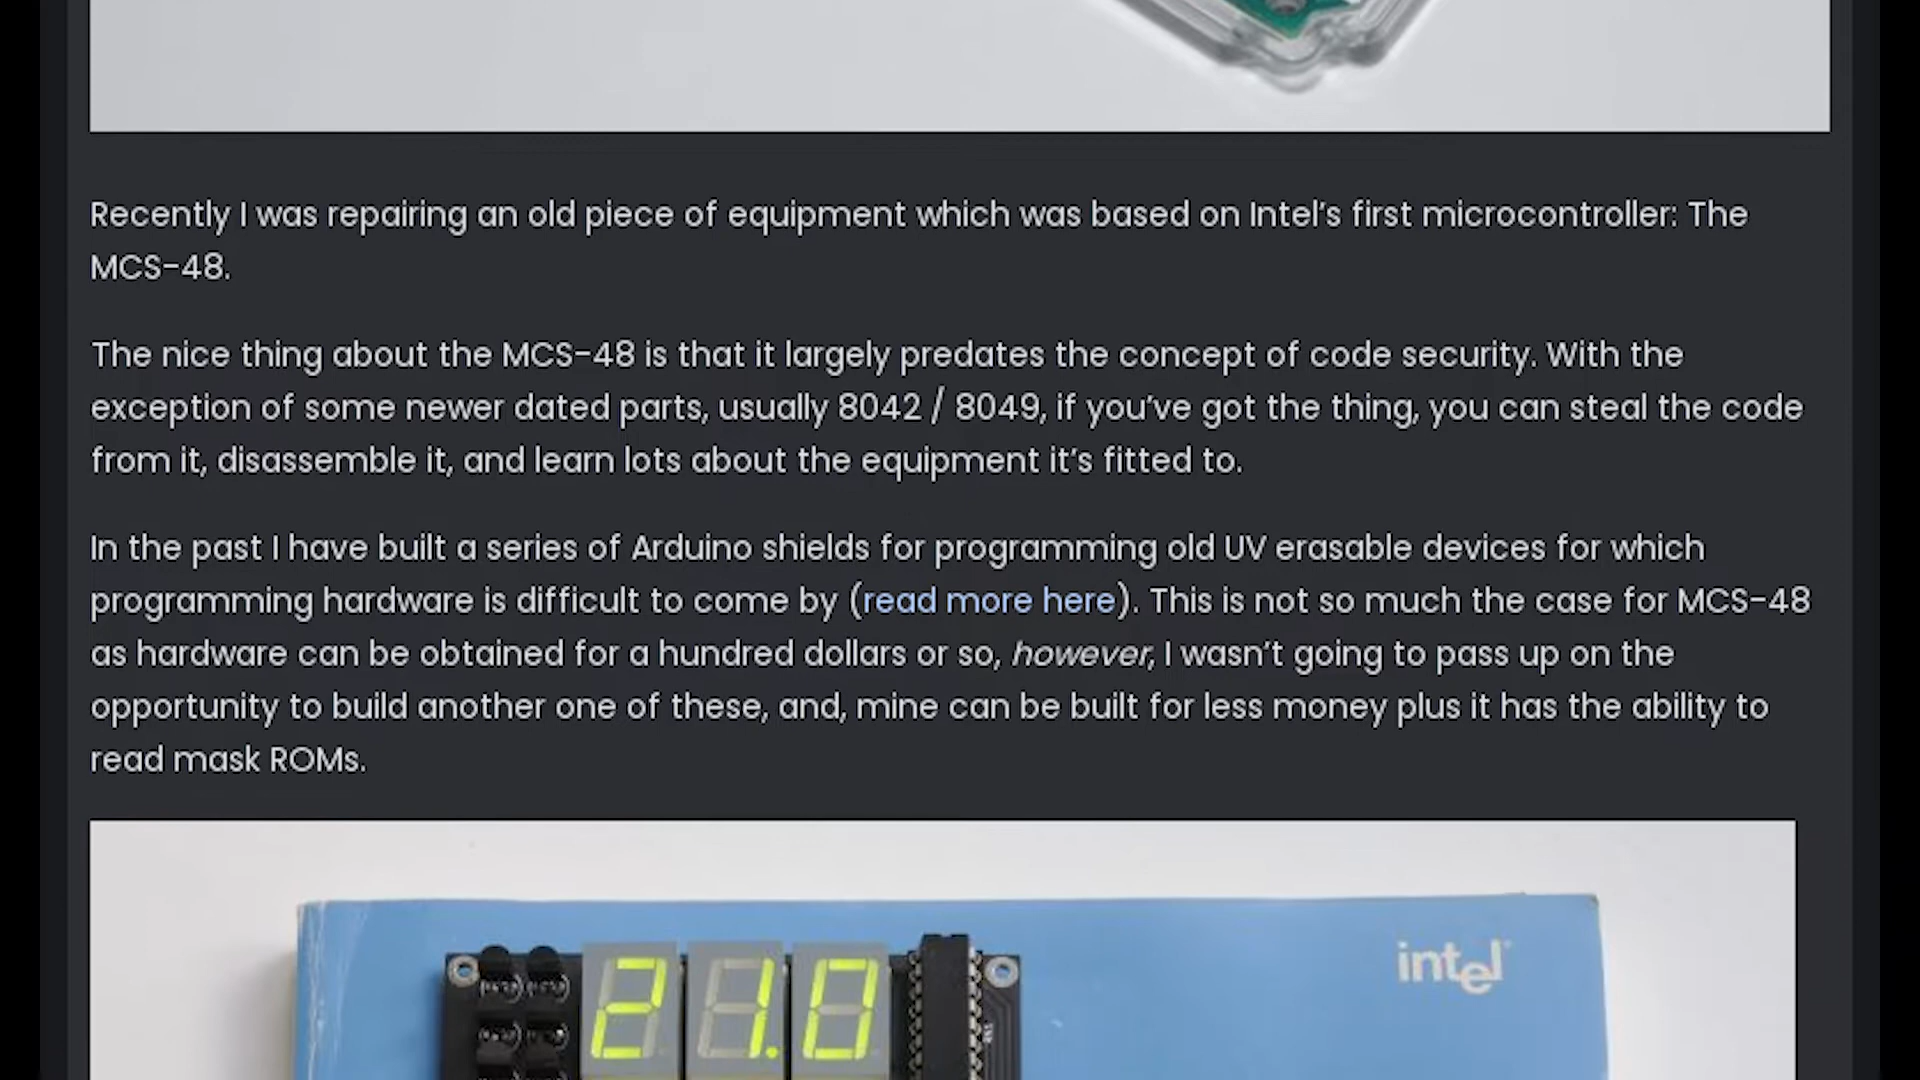 Recently I was repairing an old piece of equipment which was based on Intel's first microcontroller: The
MCS-48.
The nice thing about the MCS-48 is that it largely predates the concept of code security. With the
exception of some newer dated parts, usually 8042 / 8049, if you've got the thing, you can steal the code
from it, disassemble it, and learn lots about the equipment it's fitted to.
In the past I have built a series of Arduino shields for programming old UV erasable devices for which
programming hardware is difficult to come by (read more here). This is not so much the case for MCS-48
as hardware can be obtained for a hundred dollars or so, however, I wasn't going to pass up on the
opportunity to build another one of these, and, mine can be built for less money plus it has the ability to
read mask ROMs.
intel
21.0